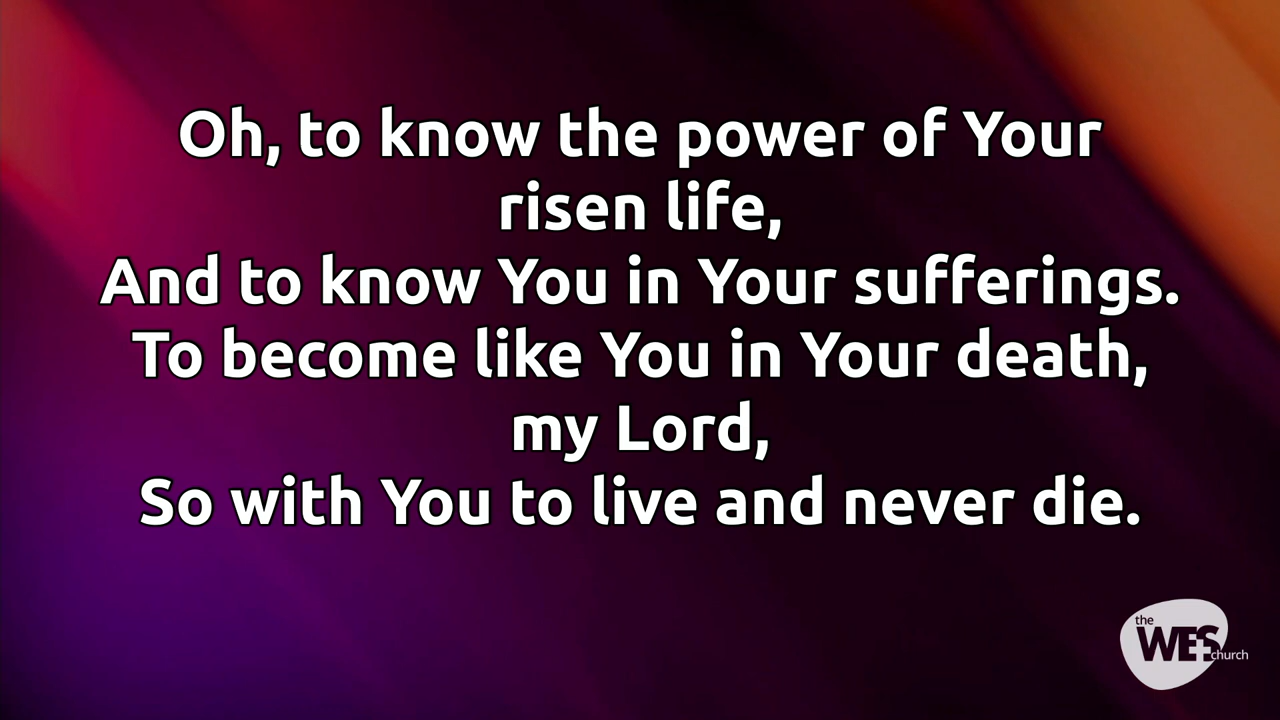 Oh, to know the power of Your
risen life,
And to know You in Your sufferings.
To become like You in Your death,
my Lord,
So with You to live and never die.
the
WES
church